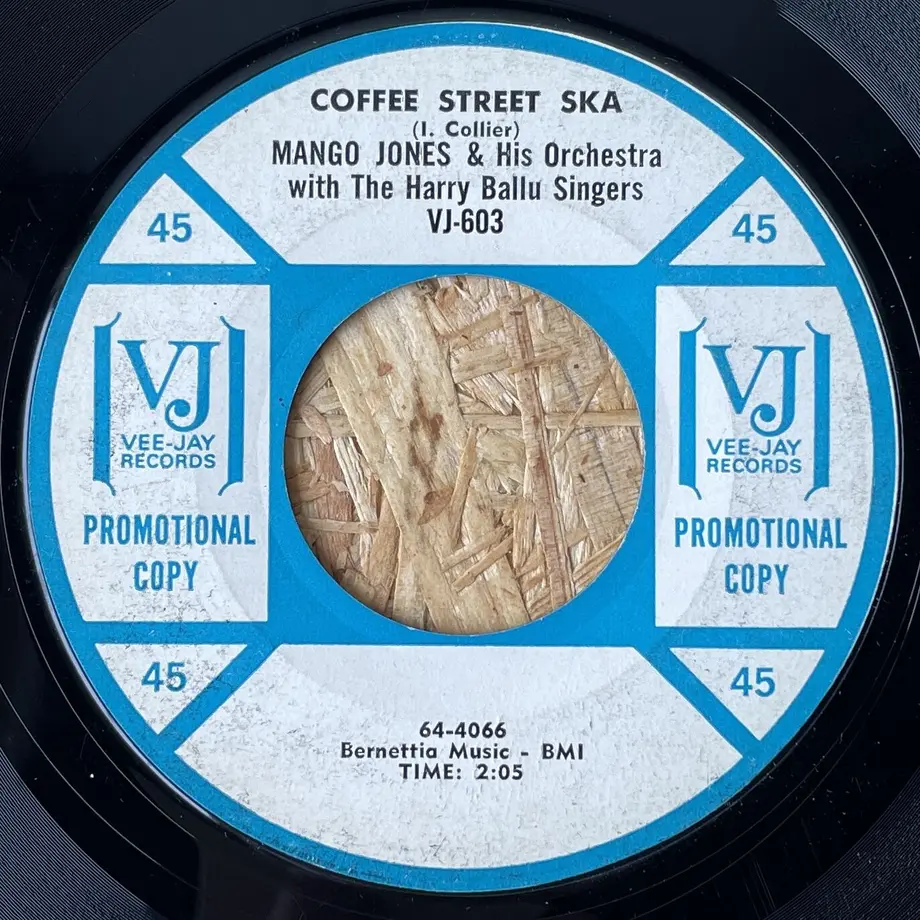 COFFEE STREET SKA
(I. Collier)
MANGO JONES & His Orchestra
with The Harry Ballu Singers
VJ-603
45
45
VJ
VEE-JAY
RECORDS
PROMOTIONAL
COPY
VJ
VEE-JAY
RECORDS
PROMOTIONAL
COPY
45
45
64-4066
Bernettia Music - BMI
TIME: 2:05